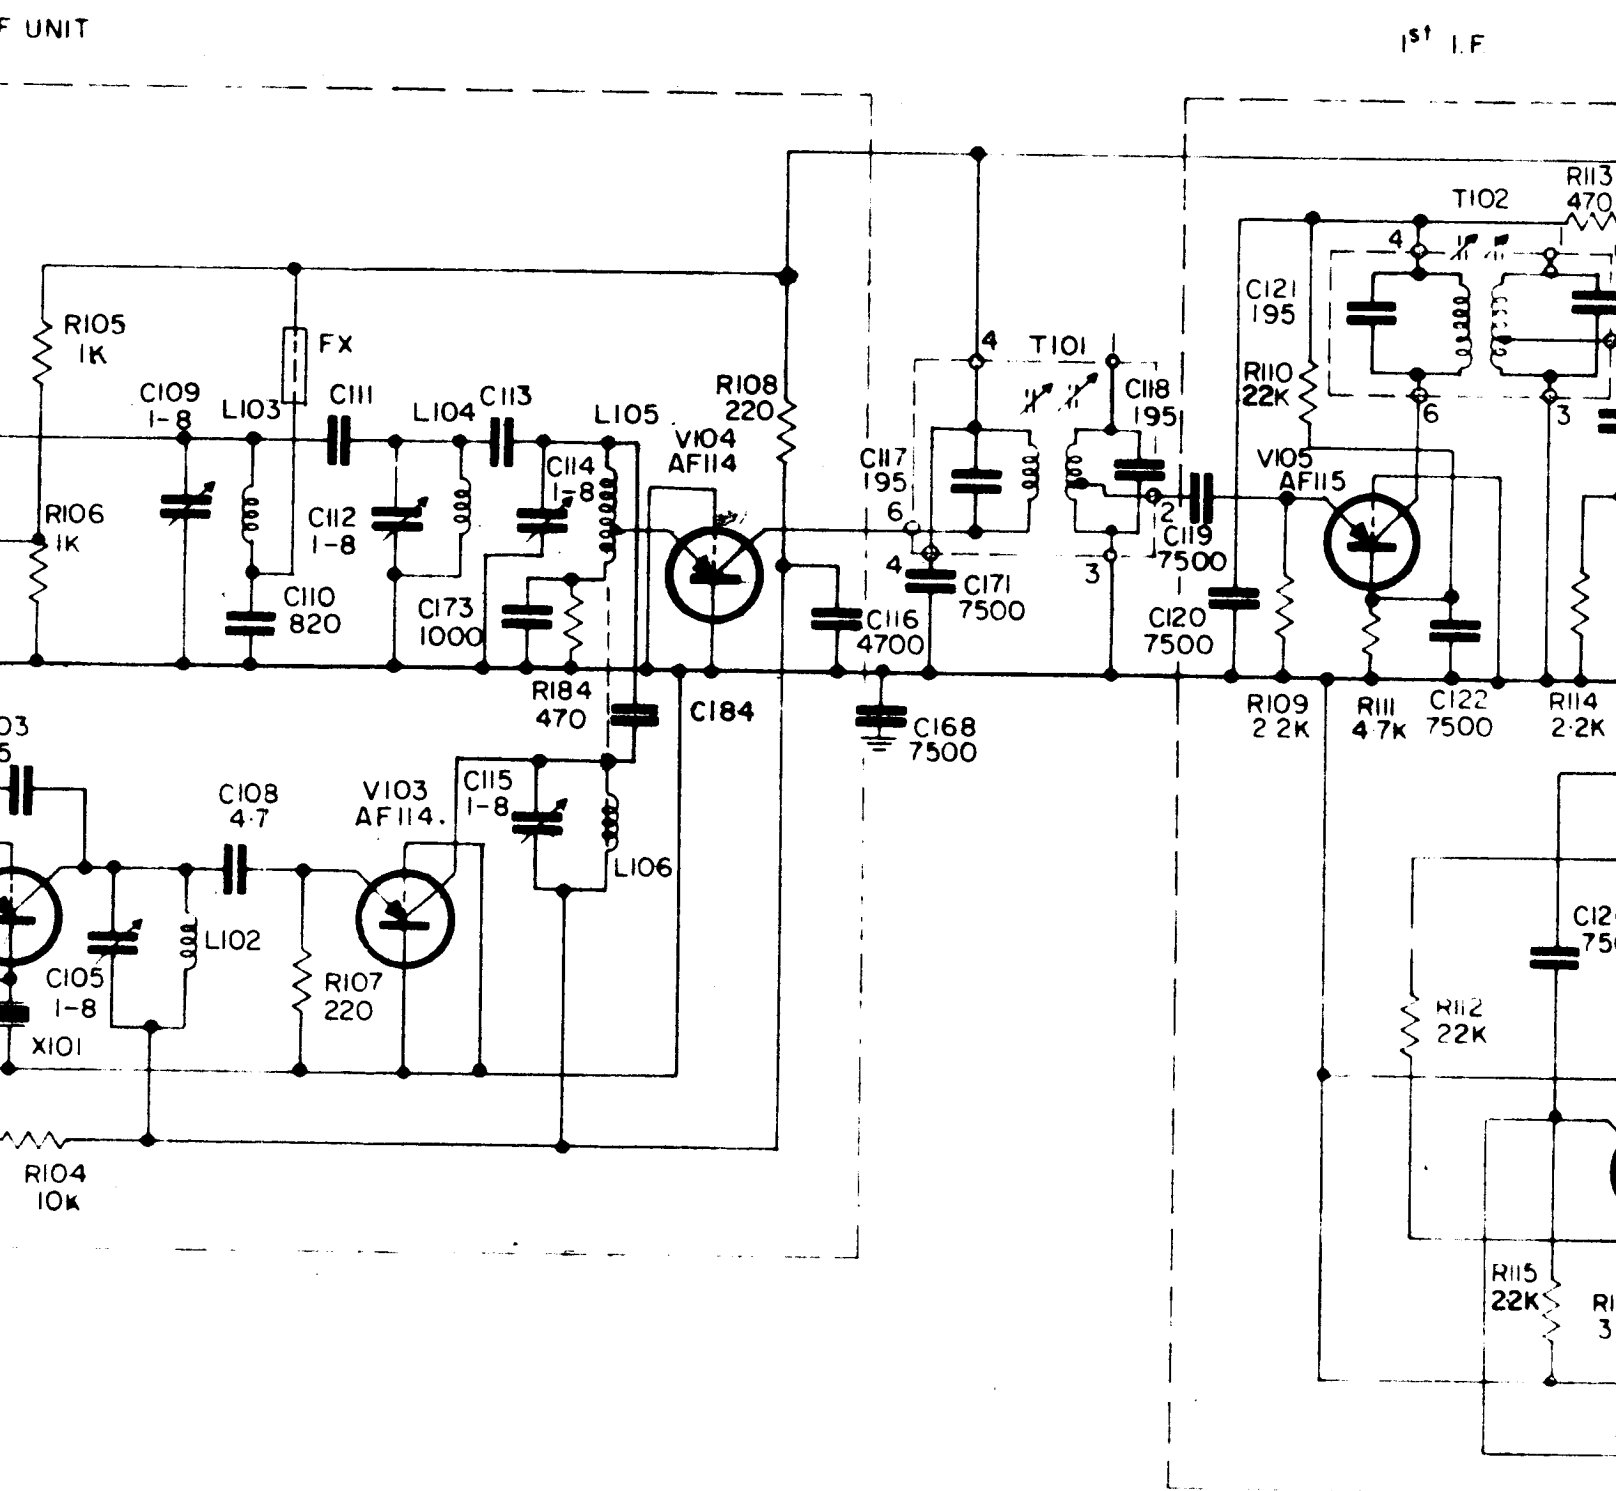 F UNIT
1st I.F
R113
470
T102
4
C121
195
R105
1K
FX
4
T101
R110
22K
R108
220
C118
195
C109
1-8
L103
C111
L104
C113
L105
6
3
V104
AF114
C114
1-8
C117
195
V105
AF115
R106
1K
C112
1-8
6
2
C119
7500
4
3
C110
820
C173
1000
C116
4700
C171
7500
C120
7500
R184
470
C184
C168
7500
R109
2.2K
R111
4.7K
C122
7500
R114
2.2K
03
5
C108
4.7
V103
AF114.
C115
1-8
L106
L102
C105
1-8
R107
220
X101
R112
22K
R104
10K
R115
22K